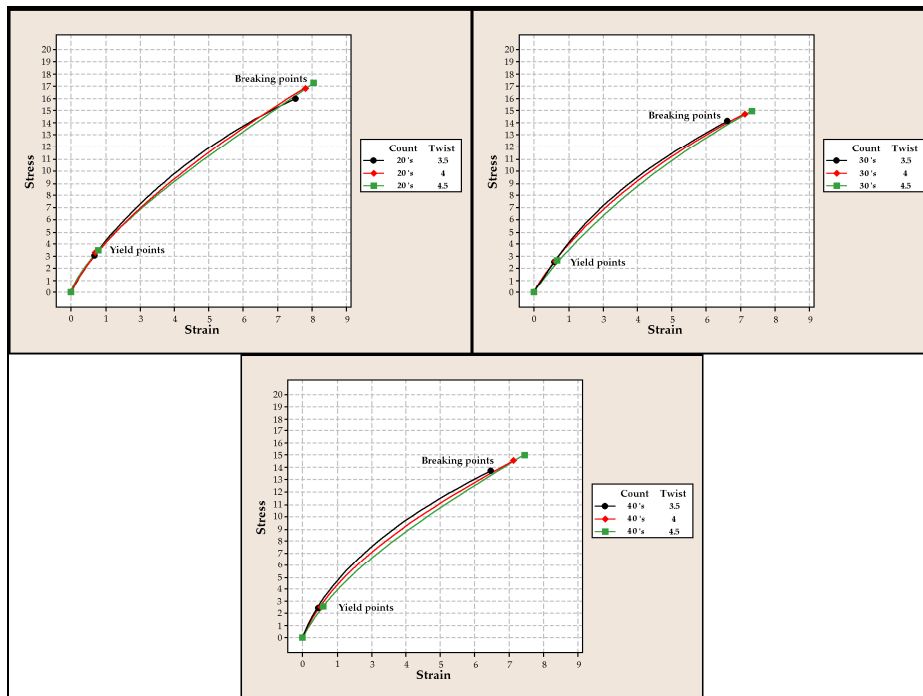 20
19
18
17
16
15
14
13
12
11
10
9
8
7
6
5
4
3
2
1
0
Stress
Breaking points
Yield points
0 1 3 4 5 6 7 8 9
Strain
Count Twist
20's 3.5
20's 4
20's 4.5
20
19
18
17
16
15
14
13
12
11
10
9
8
7
6
5
4
3
2
1
0
Stress
Breaking points
Yield points
0 1 3 4 5 6 7 8 9
Strain
Count Twist
30's 3.5
30's 4
30's 4.5
20
19
18
17
16
15
14
13
12
11
10
9
8
7
6
5
4
3
2
1
0
Stress
Breaking points
Yield points
0 1 3 4 5 6 7 8 9
Strain
Count Twist
40's 3.5
40's 4
40's 4.5